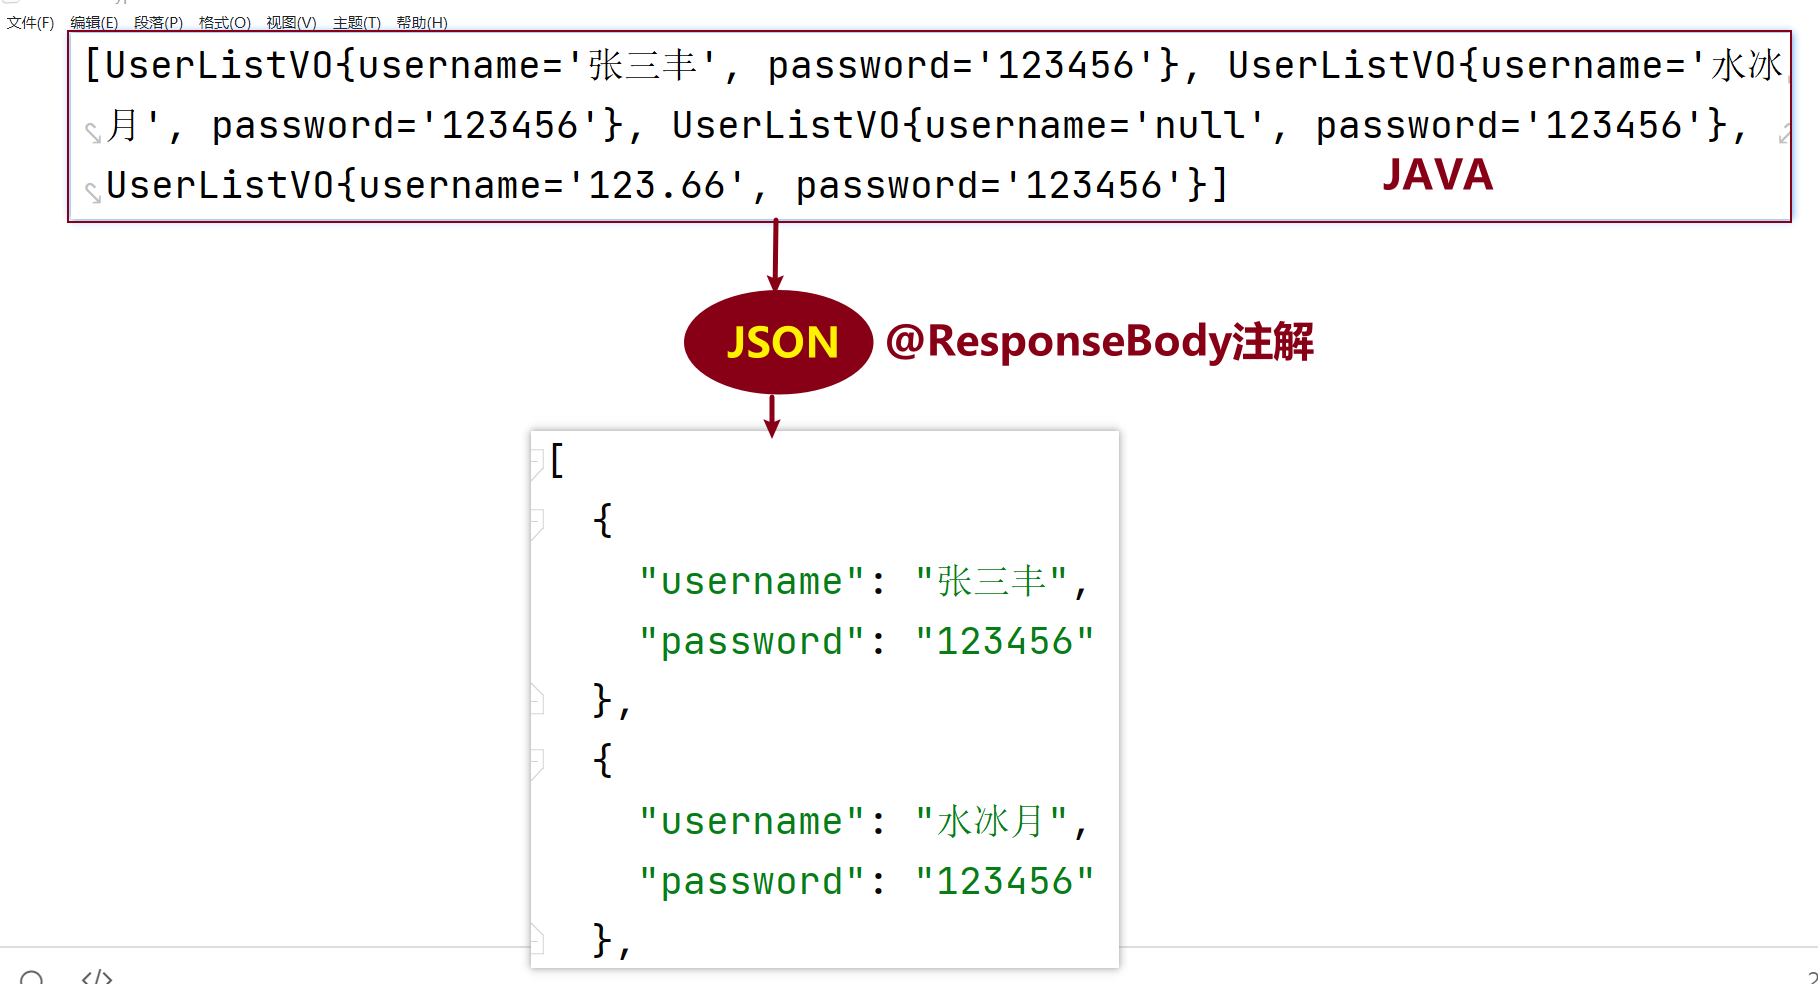 文件(F) 编辑(E) 段落(P) 格式(O) 视图(V) 主题(T) 帮助(H)
[UserListVO{username='张三丰', password='123456'}, UserListVO{username='水冰
月', password='123456'}, UserListVO{username='null', password='123456'},
UserListVO{username='123.66', password='123456'}]
JAVA
JSON @ResponseBody注解
[
{
"username": "张三丰",
"password": "123456"
},
{
"username": "水冰月",
"password": "123456"
},